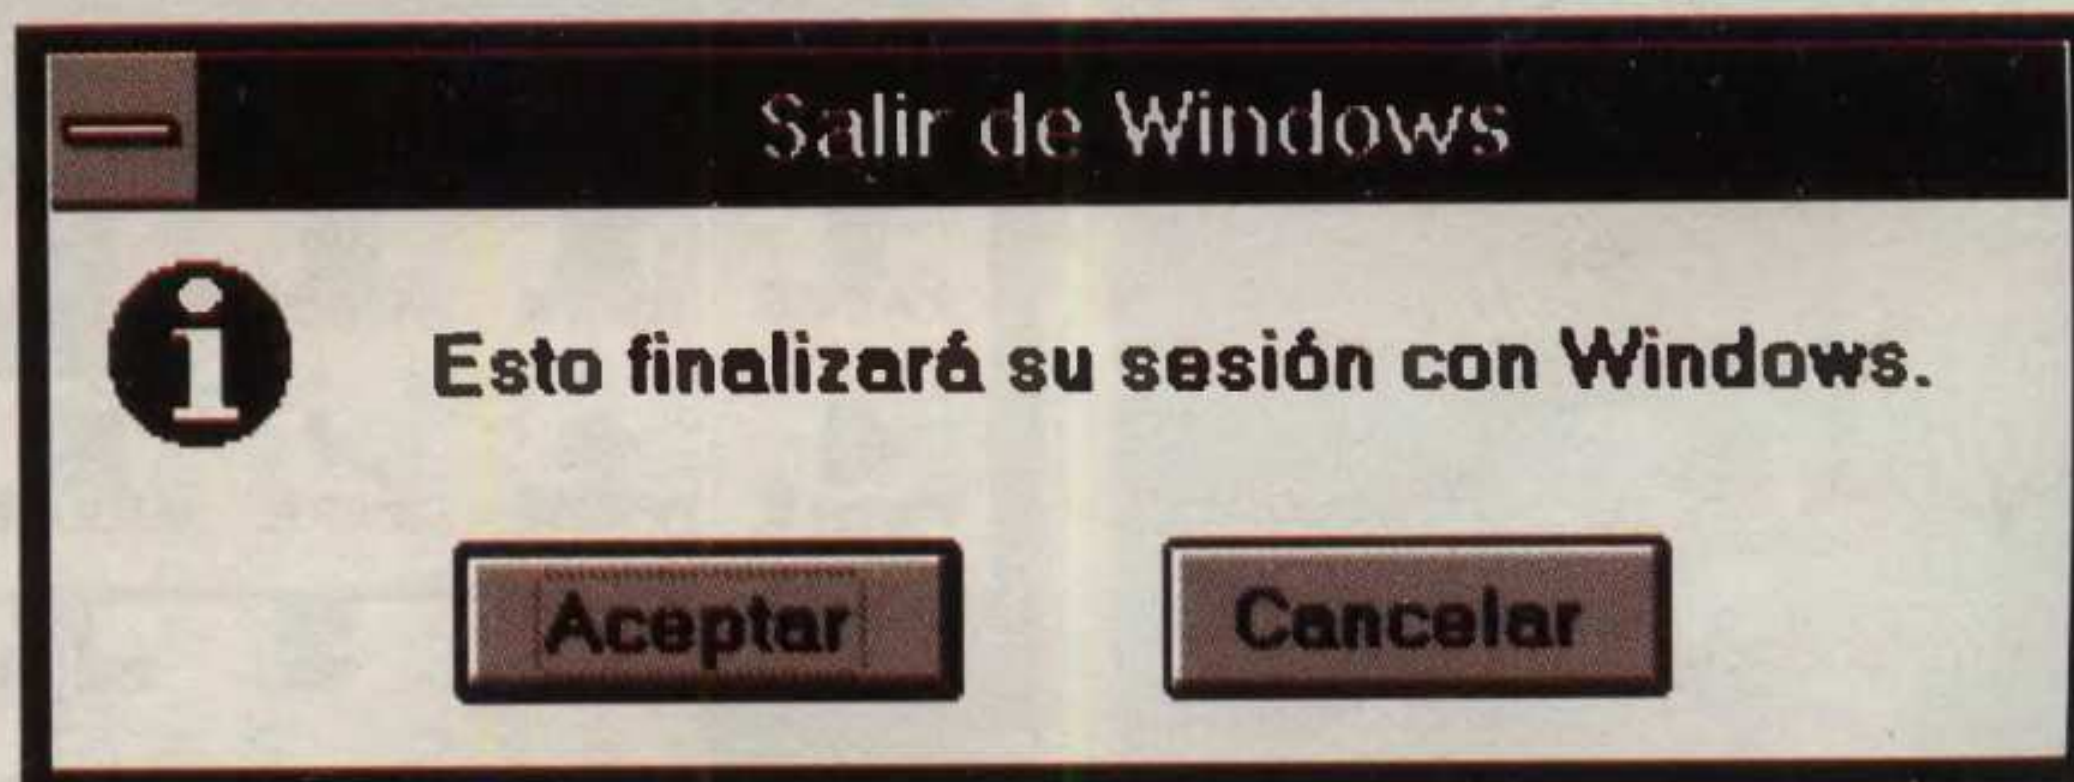 Salir de Windows
Esto finalizará su sesión con Windows.
Aceptar
Cancelar